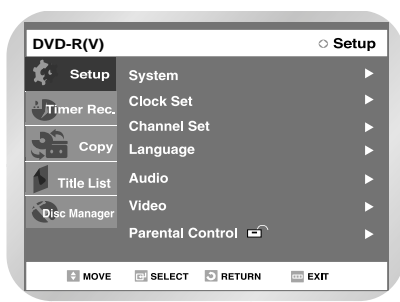 DVD-R(V) Setup
Setup
Timer Rec.
Copy
Title List
Disc Manager
System
Clock Set
Channel Set
Language
Audio
Video
Parental Control
MOVE SELECT RETURN EXIT